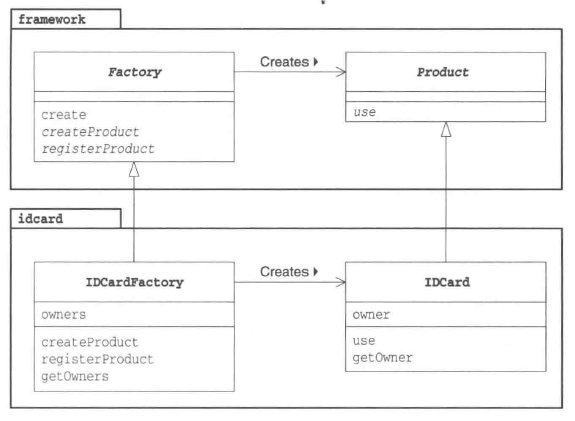 framework
Factory
Creates ▶
Product
create
createProduct
registerProduct
use
idcard
IDCardFactory
Creates ▶
IDCard
owners
owner
createProduct
registerProduct
getOwners
use
getOwner